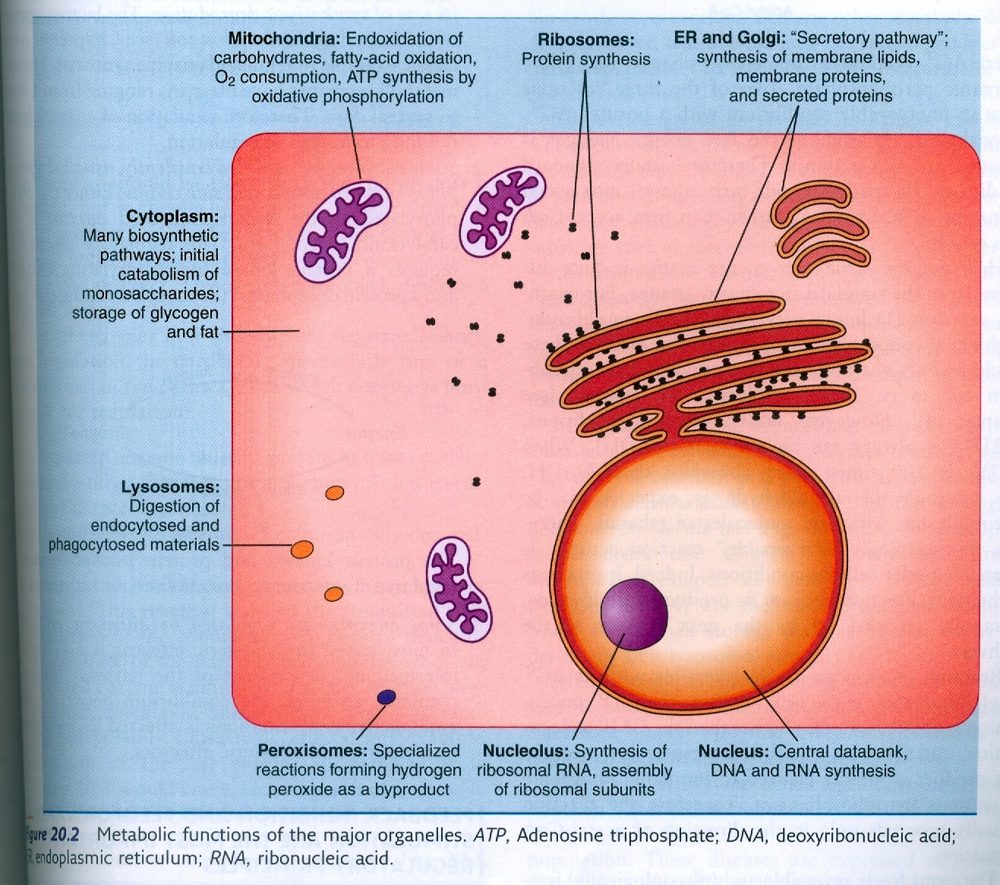 Mitochondria: Endoxidation of
carbohydrates, fatty-acid oxidation,
O2 consumption, ATP synthesis by
oxidative phosphorylation
Ribosomes:
Protein synthesis
ER and Golgi: “Secretory pathway”;
synthesis of membrane lipids,
membrane proteins,
and secreted proteins
Cytoplasm:
Many biosynthetic
pathways; initial
catabolism of
monosaccharides;
storage of glycogen
and fat
Lysosomes:
Digestion of
endocytosed and
phagocytosed materials
Peroxisomes: Specialized
reactions forming hydrogen
peroxide as a byproduct
Nucleolus: Synthesis of
ribosomal RNA, assembly
of ribosomal subunits
Nucleus: Central databank,
DNA and RNA synthesis
igure 20.2 Metabolic functions of the major organelles. ATP, Adenosine triphosphate; DNA, deoxyribonucleic acid;
endoplasmic reticulum; RNA, ribonucleic acid.